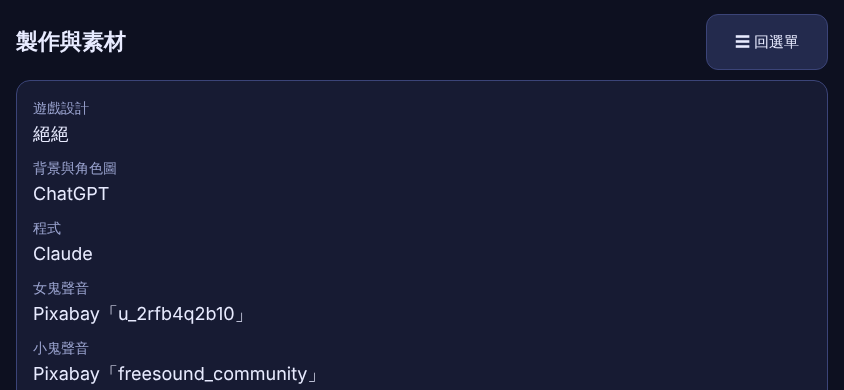 製作與素材
☰ 回選單
遊戲設計
絕絕
背景與角色圖
ChatGPT
程式
Claude
女鬼聲音
Pixabay「u_2rfb4q2b10」
小鬼聲音
Pixabay「freesound_community」